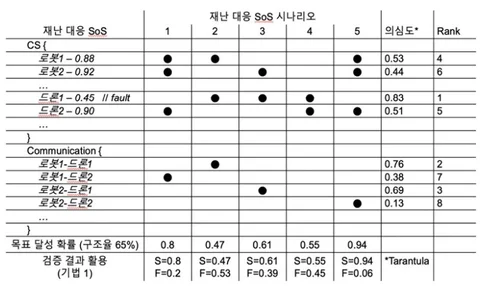 재난 대응 SoS 시나리오
재난 대응 SoS 1 2 3 4 5 의심도* Rank
CS {
로봇1 – 0.88 0.53 4
로봇2 – 0.92 0.44 6
...
드론1 – 0.45 // fault 0.83 1
드론2 – 0.90 0.51 5
...
}
Communication {
로봇1-드론1 0.76 2
로봇1-드론2 0.38 7
로봇2-드론1 0.69 3
로봇2-드론2 0.13 8
...
}
목표 달성 확률 (구조율 65%) 0.8 0.47 0.61 0.55 0.94
검증 결과 활용 S=0.8 S=0.47 S=0.61 S=0.55 S=0.94 *Tarantula
(기법 1) F=0.2 F=0.53 F=0.39 F=0.45 F=0.06